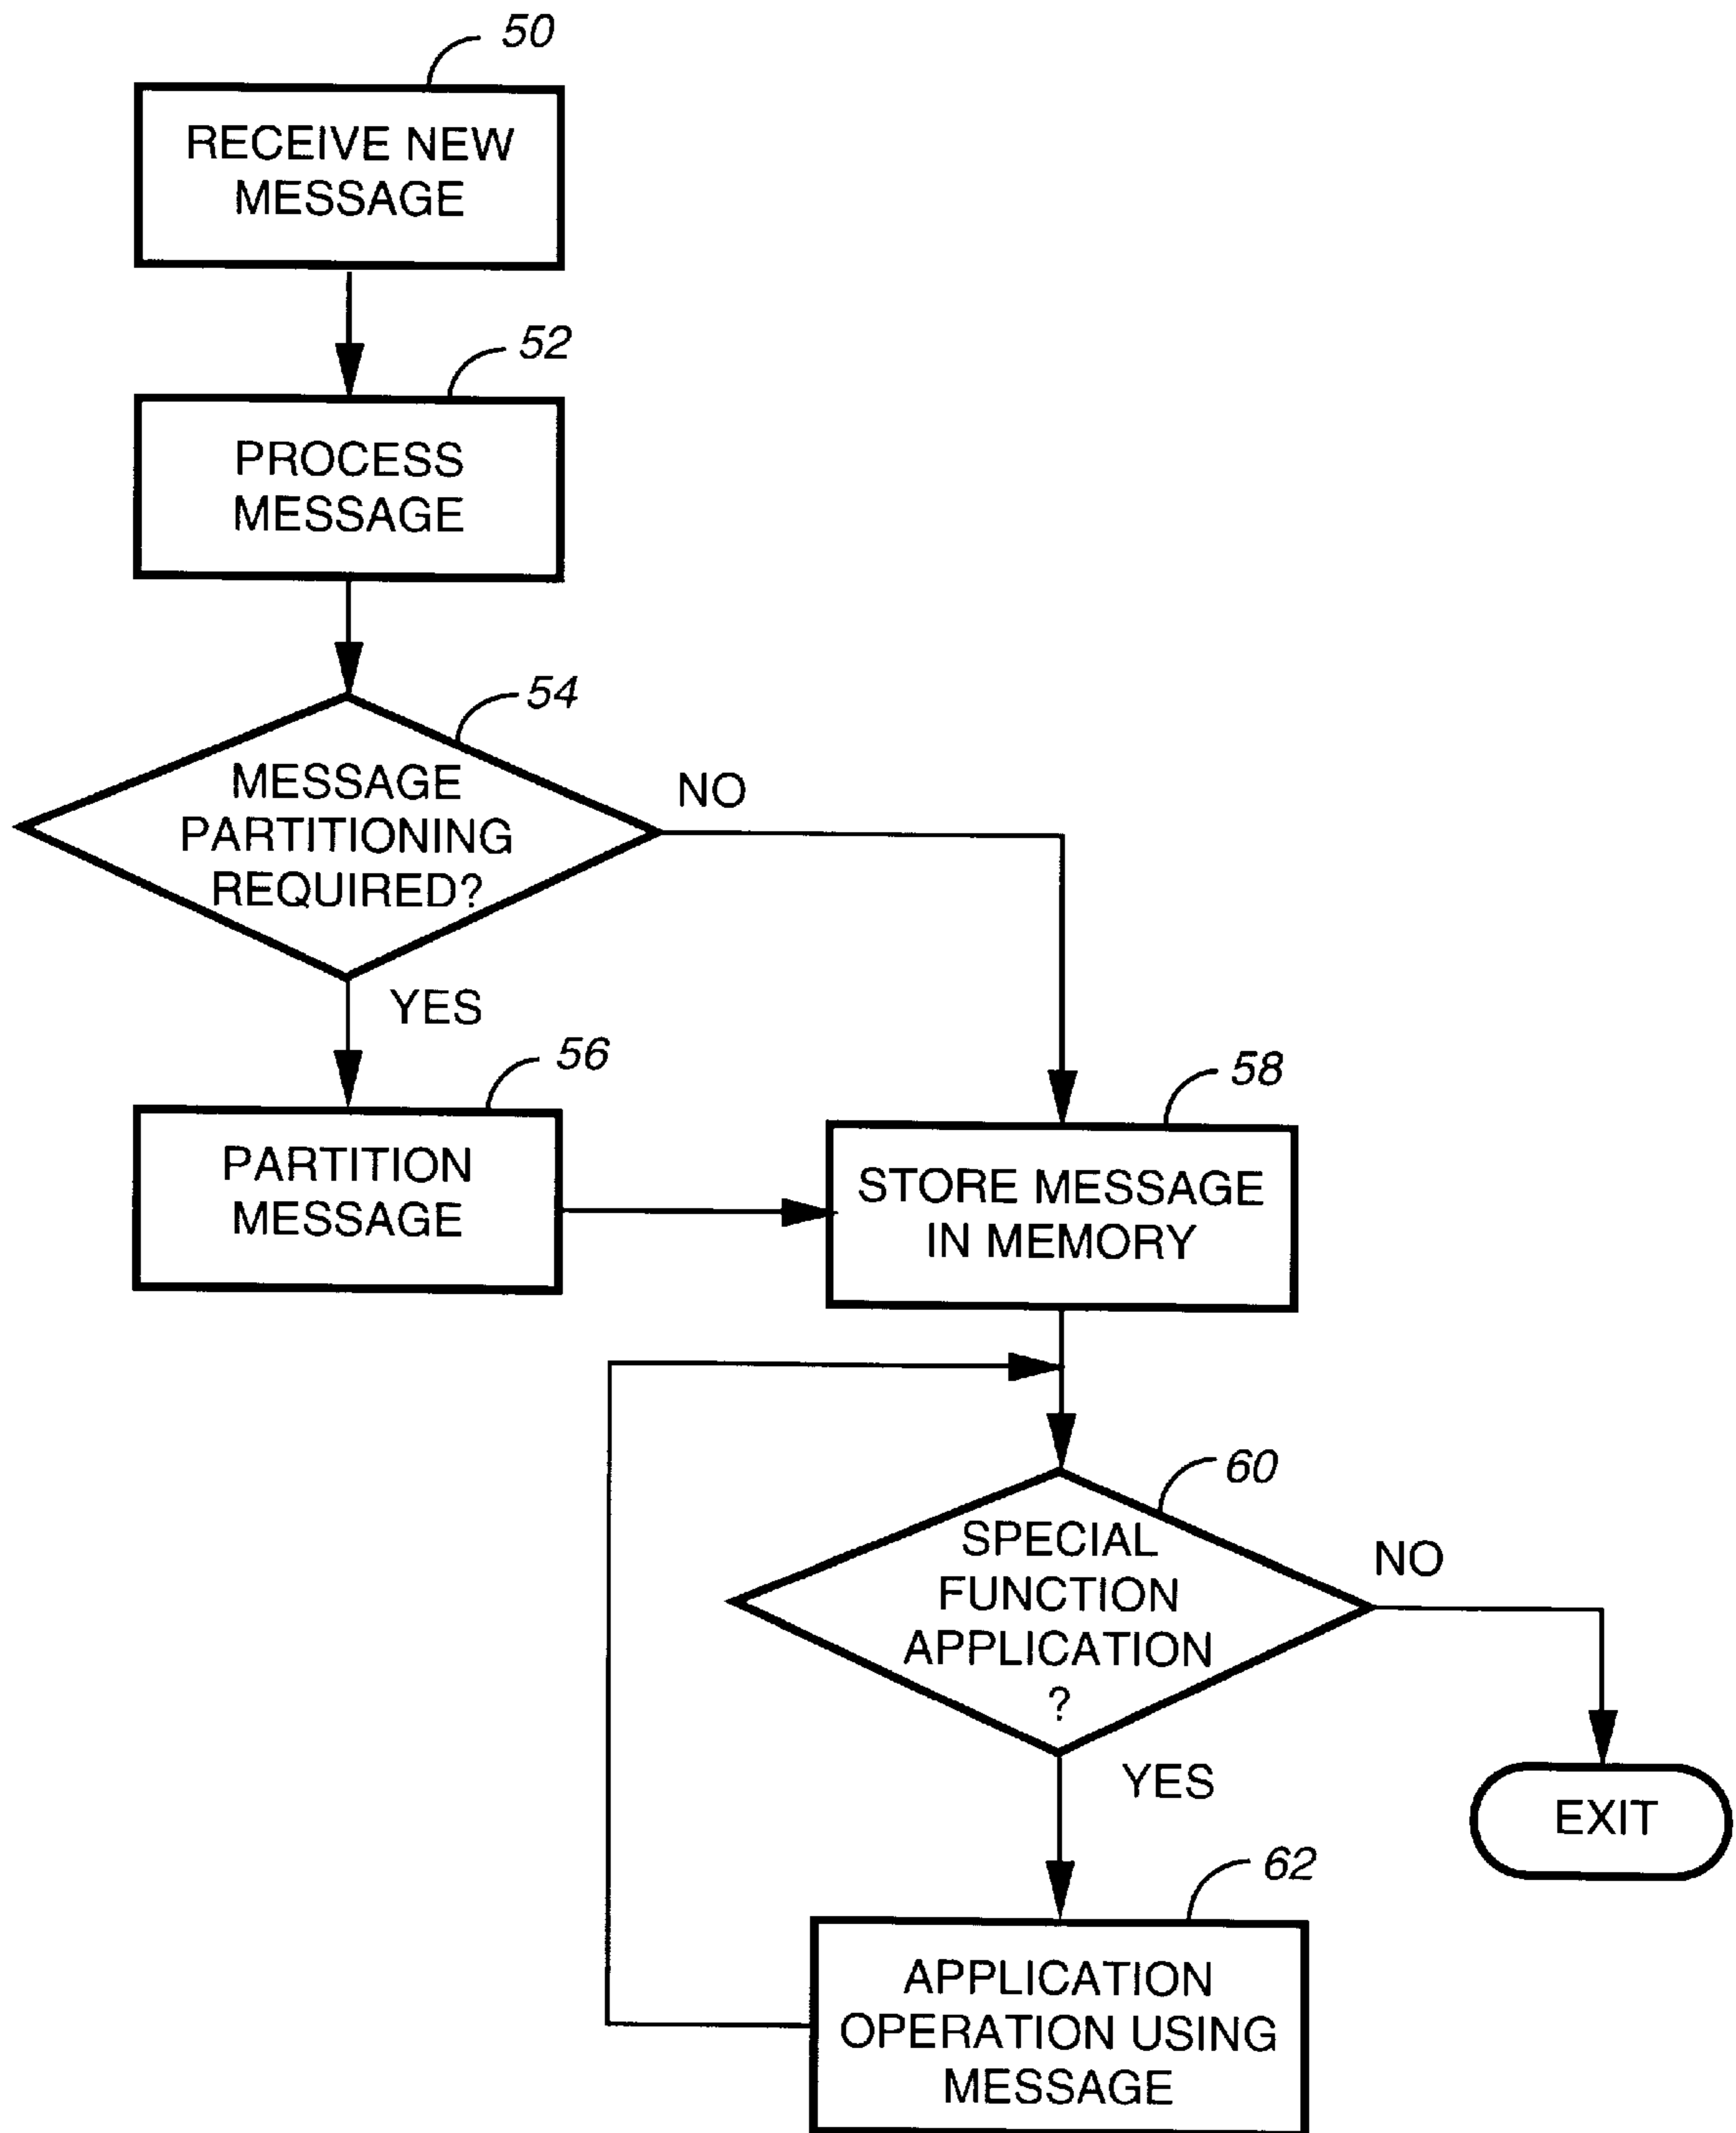 50
RECEIVE NEW
MESSAGE
52
PROCESS
MESSAGE
54
MESSAGE
PARTITIONING
REQUIRED?
NO
YES
56
PARTITION
MESSAGE
58
STORE MESSAGE
IN MEMORY
60
SPECIAL
FUNCTION
APPLICATION
?
NO
YES
EXIT
62
APPLICATION
OPERATION USING
MESSAGE